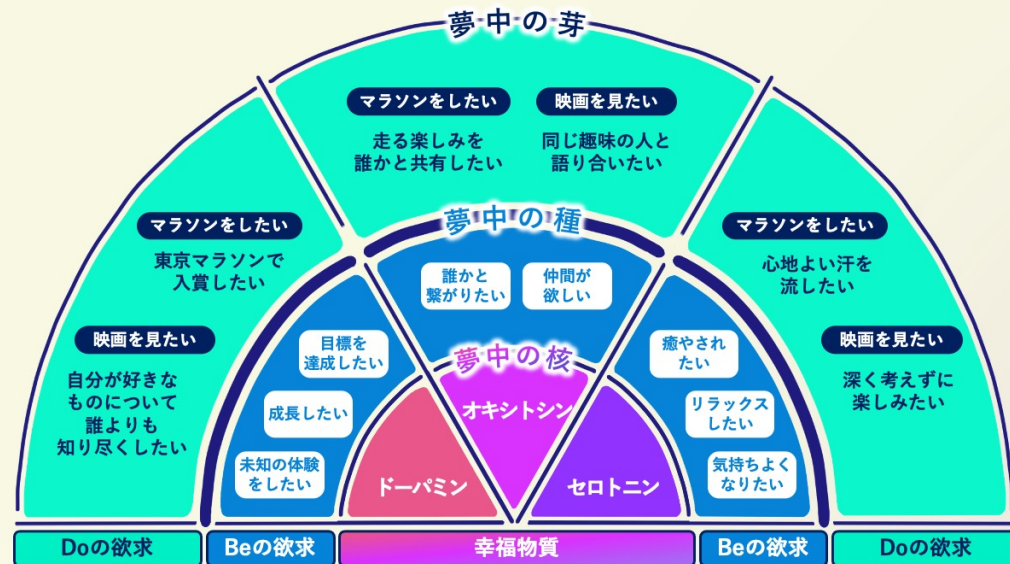 夢中の芽
マラソンをしたい
走る楽しみを
誰かと共有したい
映画を見たい
同じ趣味の人と
語り合いたい
マラソンをしたい
東京マラソンで
入賞したい
映画を見たい
自分が好きな
ものについて
誰よりも
知り尽くしたい
マラソンをしたい
心地よい汗を
流したい
映画を見たい
深く考えずに
楽しみたい
夢中の種
誰かと
繋がりたい
仲間が
欲しい
目標を
達成したい
成長したい
未知の体験
をしたい
癒やされ
たい
リラックス
したい
気持ちよく
なりたい
夢中の核
オキシトシン
ドーパミン
セロトニン
Doの欲求
Beの欲求
幸福物質
Beの欲求
Doの欲求